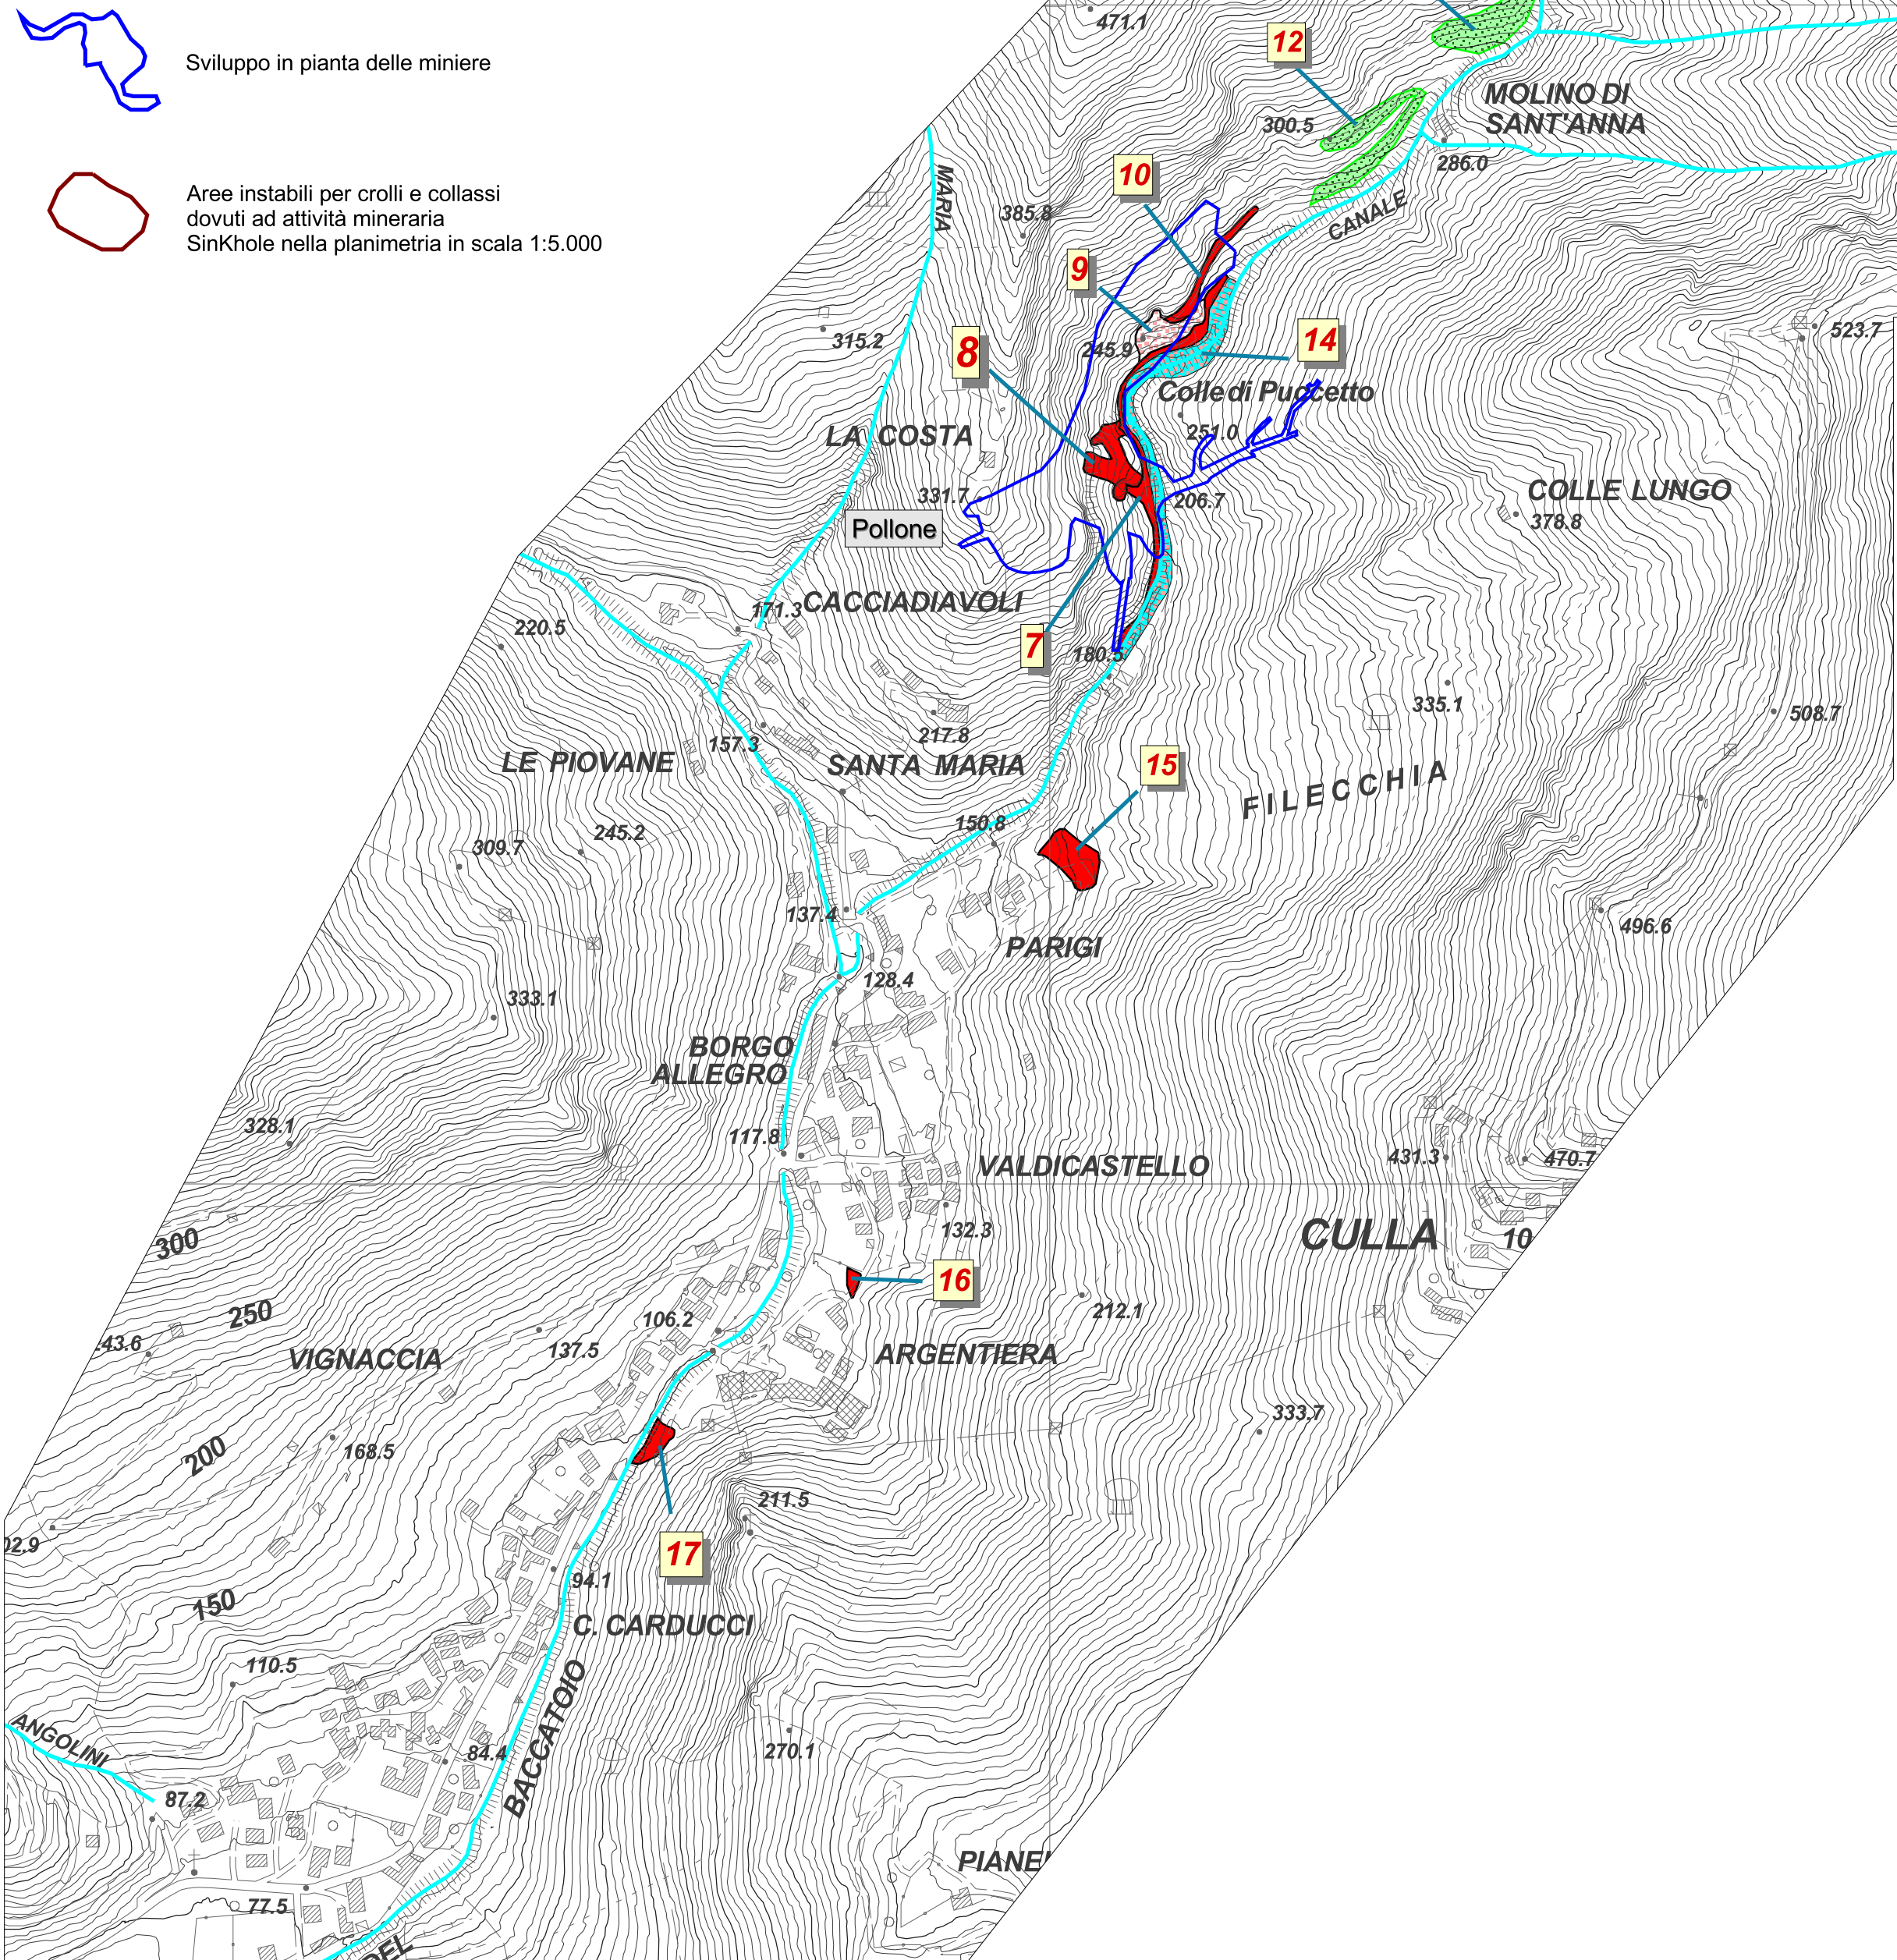 Sviluppo in pianta delle miniere
Aree instabili per crolli e collassi
dovuti ad attività mineraria
SinKhole nella planimetria in scala 1:5.000
471.1
12
MOLINO DI
SANT'ANNA
300.5
286.0
10
MARIA
385.8
CANALE
9
315.2
8
245.9
14
523.7
Colle di Puccetto
LA COSTA
251.0
331.7
206.7
COLLE LUNGO
378.8
Pollone
171.3
CACCIADIAVOLI
220.5
7
180.5
335.1
508.7
217.8
157.3
LE PIOVANE
SANTA MARIA
15
FILECCHIA
150.8
245.2
309.7
137.4
496.6
PARIGI
128.4
333.1
BORGO
ALLEGRO
328.1
117.8
VALDICASTELLO
431.3
470.7
132.3
CULLA
10
300
16
250
212.1
106.2
43.6
137.5
VIGNACCIA
ARGENTIERA
333.7
200
168.5
211.5
02.9
17
94.1
150
C. CARDUCCI
110.5
BACCATOIO
ANGOLINI
84.4
270.1
87.2
PIANE
77.5
DEL